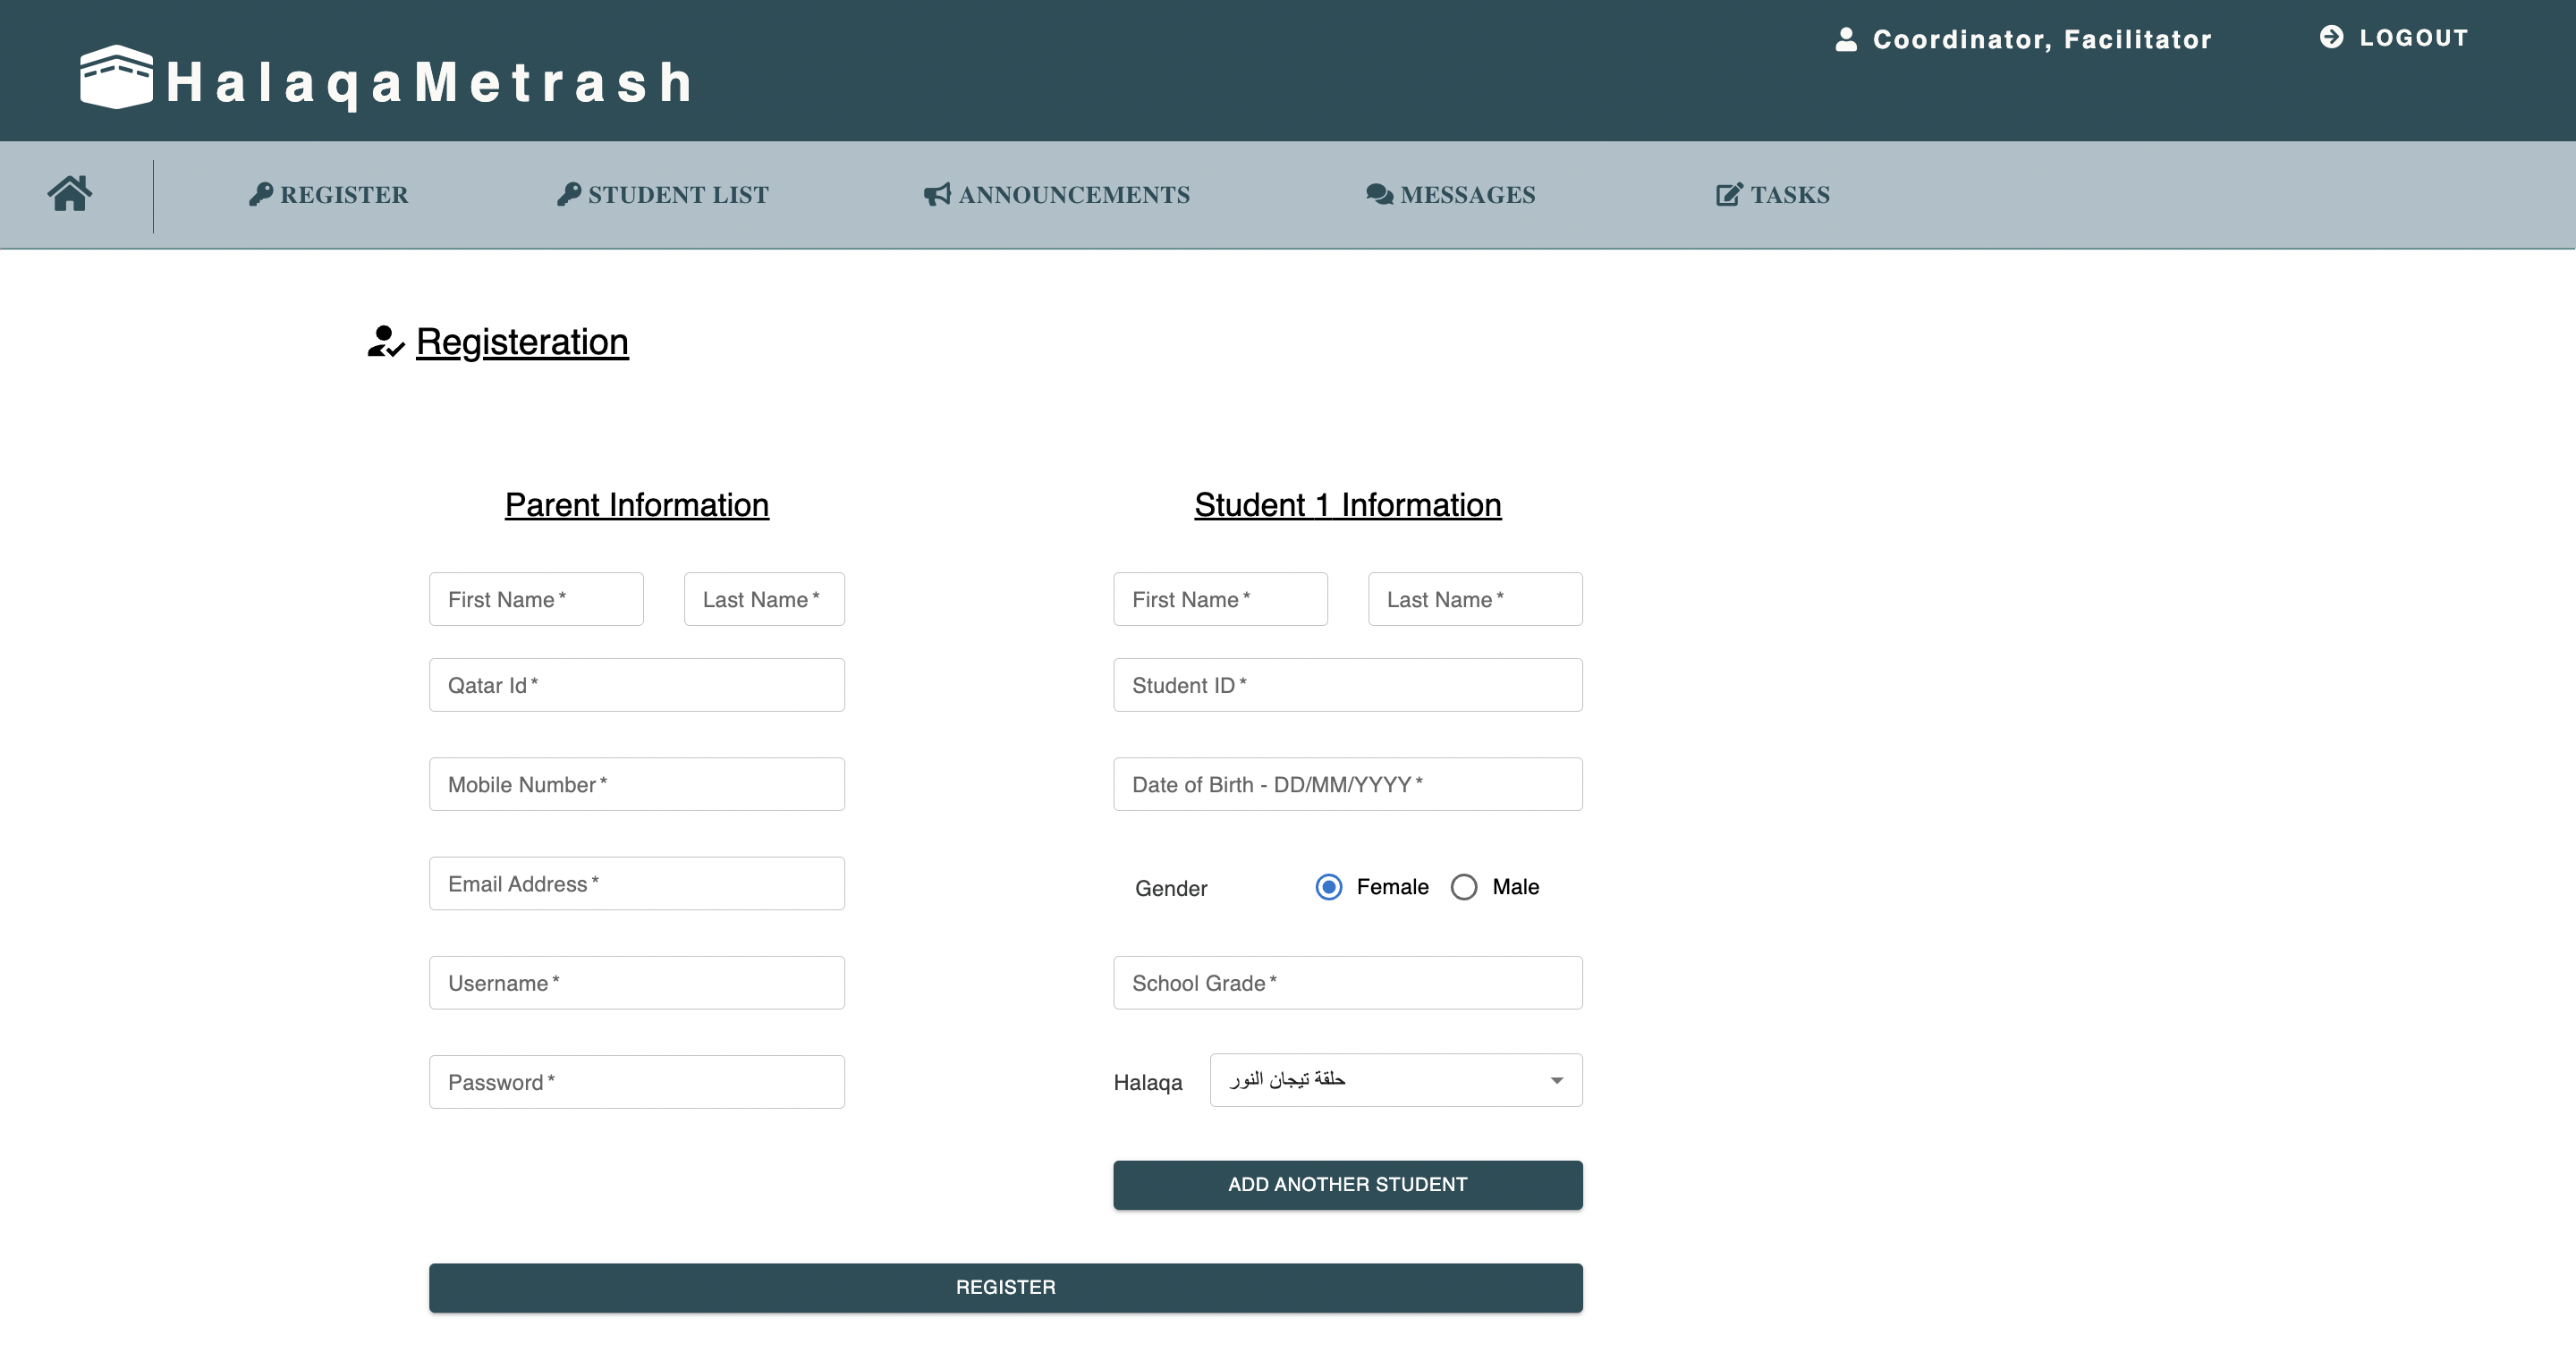 Coordinator, Facilitator LOGOUT
HalaqaMetrash
REGISTER STUDENT LIST ANNOUNCEMENTS MESSAGES TASKS
Registeration
Parent Information
First Name * Last Name *
Qatar Id *
Mobile Number *
Email Address *
Username *
Password *
Student 1 Information
First Name * Last Name *
Student ID *
Date of Birth - DD/MM/YYYY *
Gender Female Male
School Grade *
Halaqa حلقة تيجان النور
ADD ANOTHER STUDENT
REGISTER